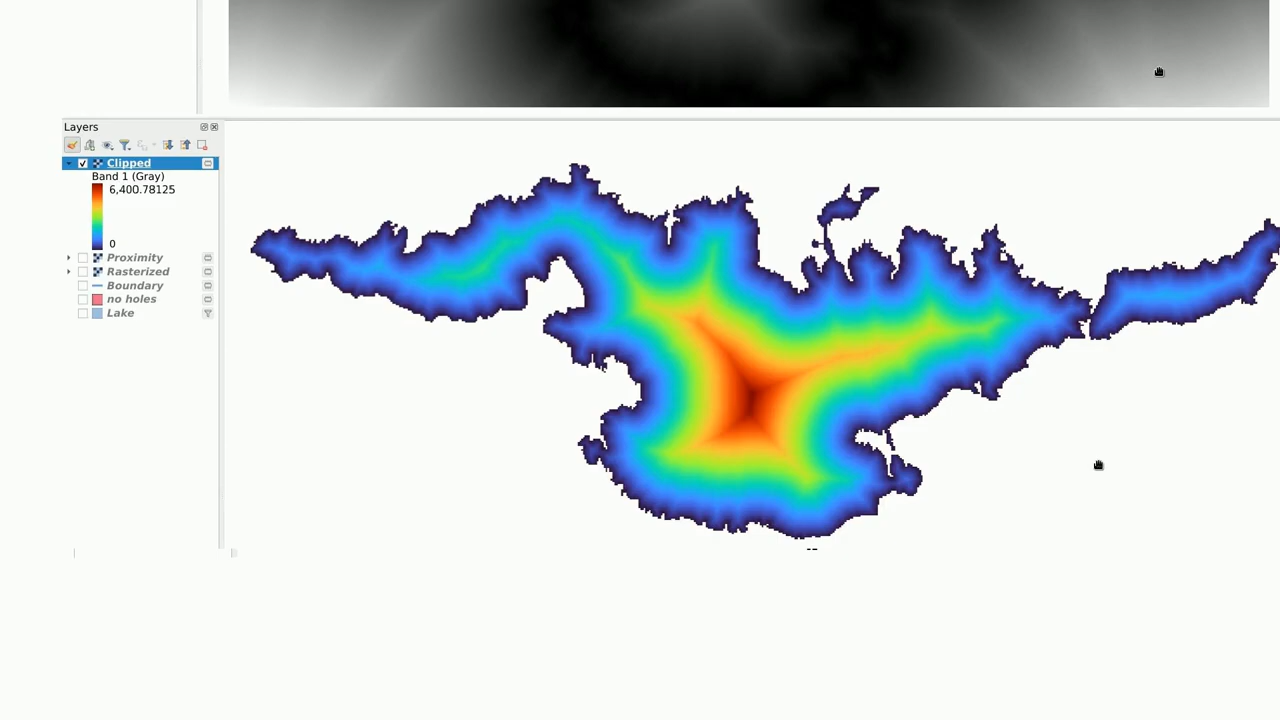 Layers
Clipped
Band 1 (Gray)
6,400.78125
0
Proximity
Rasterized
Boundary
no holes
Lake